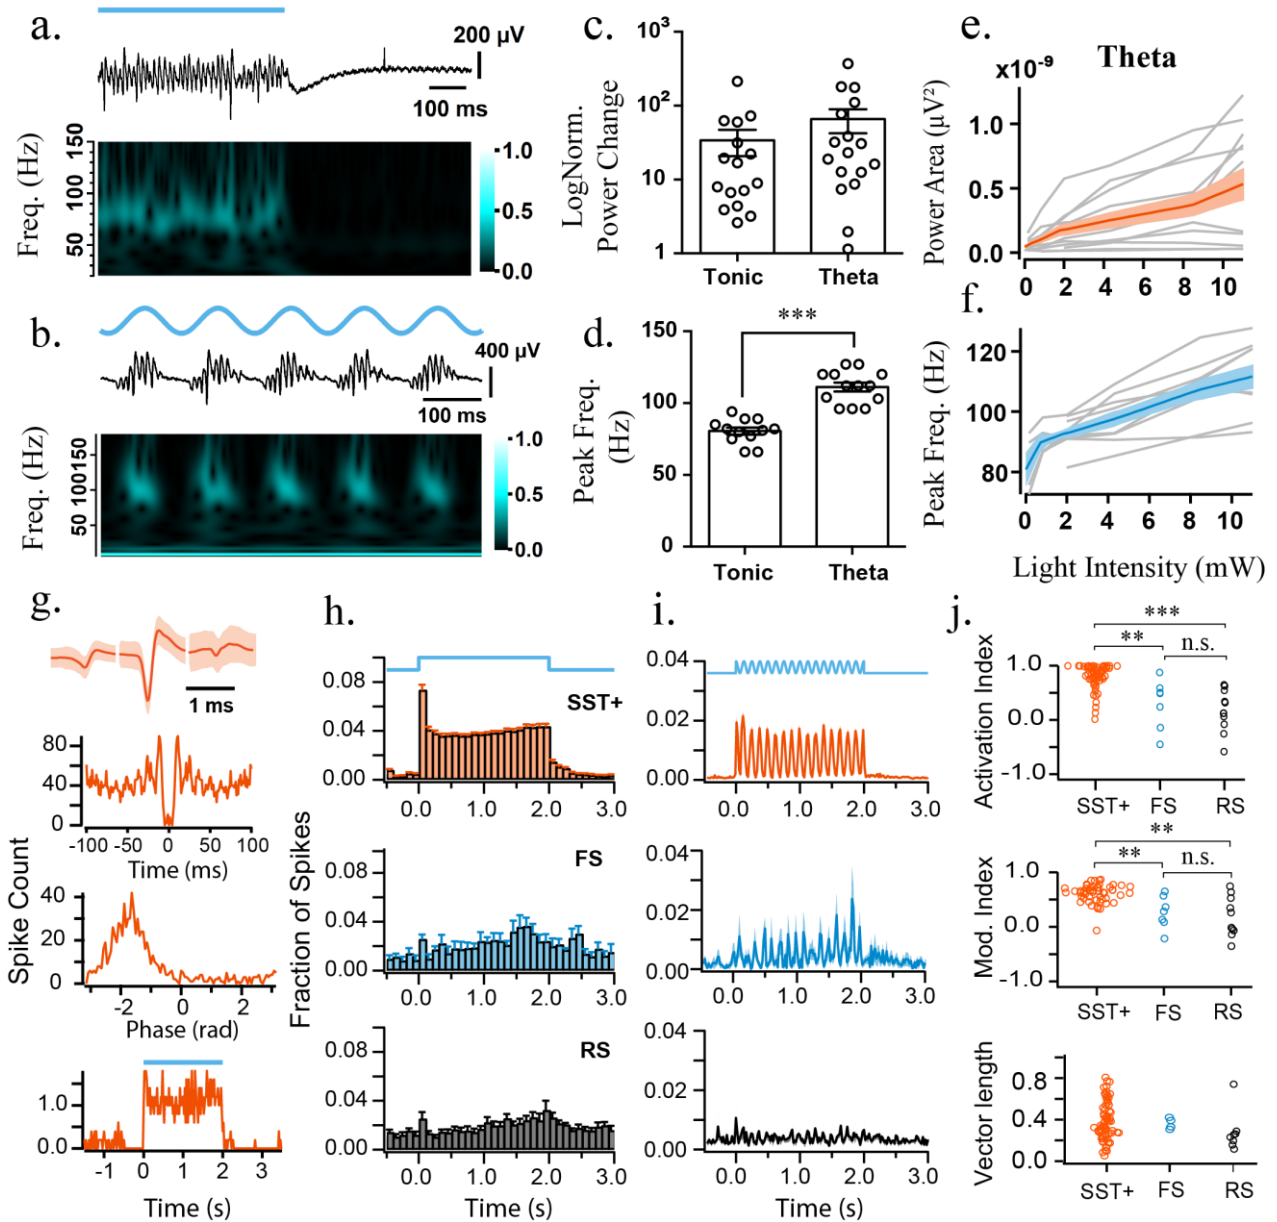 a.
200 µV
100 ms
Freq. (Hz)
150
100
50
1.0
0.5
0.0
b.
400 µV
100 ms
Freq. (Hz)
150
100
50
1.0
0.5
0.0
c.
LogNorm.
Power Change
10³
10²
10
1
Tonic Theta
d.
***
Peak Freq.
(Hz)
150
100
50
0
Tonic Theta
e.
Theta
x10⁻⁹
Power Area (µV²)
1.0
0.5
0.0
0 2 4 6 8 10
f.
Peak Freq. (Hz)
120
100
80
0 2 4 6 8 10
Light Intensity (mW)
g.
1 ms
Spike Count
80
40
0
-100 -50 0 50 100
Time (ms)
40
20
0
-2 0 2
Phase (rad)
1.0
0.0
-1 0 1 2 3
Time (s)
h.
Fraction of Spikes
SST+
0.08
0.04
0.00
0.0 1.0 2.0 3.0
FS
0.08
0.04
0.00
0.0 1.0 2.0 3.0
RS
0.08
0.04
0.00
0.0 1.0 2.0 3.0
Time (s)
i.
0.04
0.02
0.00
0.0 1.0 2.0 3.0
0.04
0.02
0.00
0.0 1.0 2.0 3.0
0.04
0.02
0.00
0.0 1.0 2.0 3.0
Time (s)
j.
***
**
n.s.
Activation Index
1.0
0.0
-1.0
SST+ FS RS
**
**
n.s.
Mod. Index
1.0
0.0
-1.0
SST+ FS RS
Vector length
0.8
0.4
0.0
SST+ FS RS